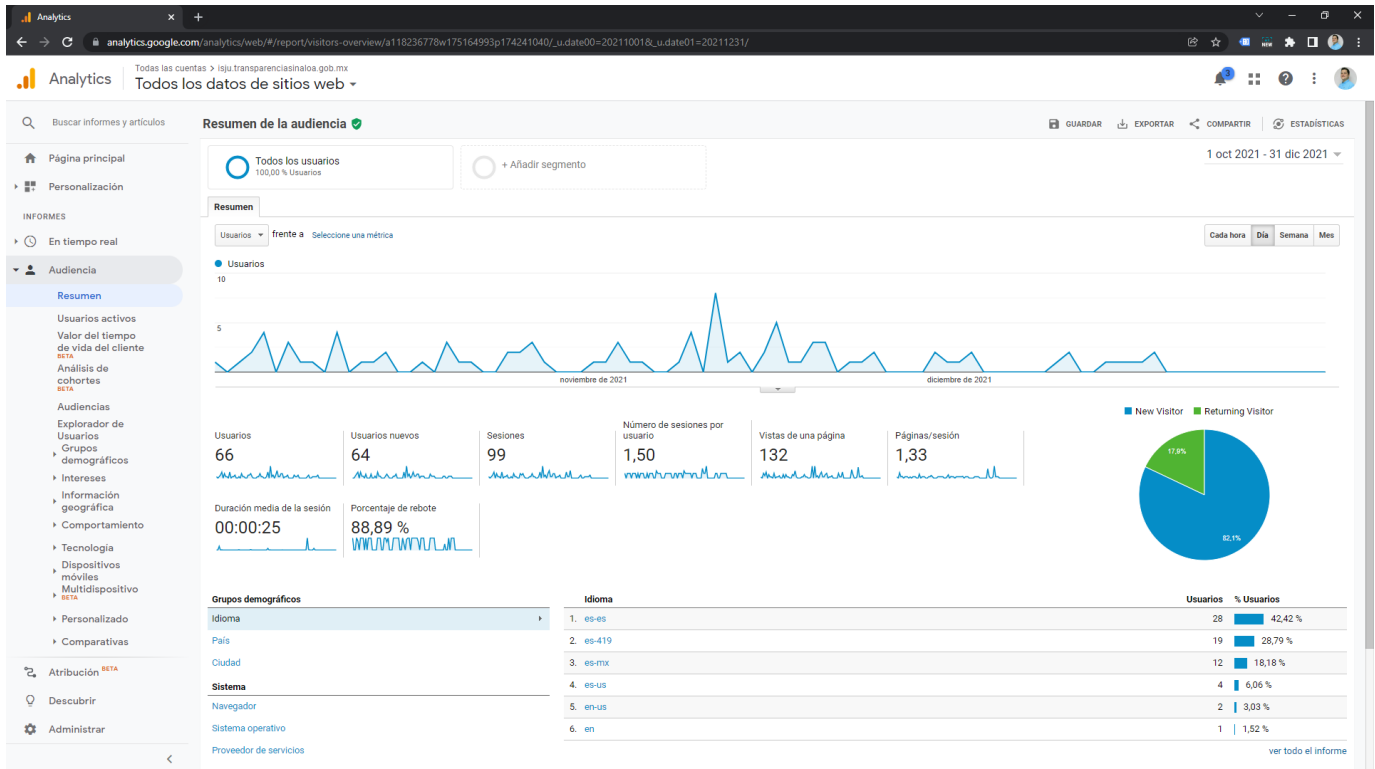 Analytics
analytics.google.com/analytics/web/#/report/visitors-overview/a118236778w175164993p174241040/_u.date00=20211001&_u.date01=20211231/
NEW
Analytics
Todas las cuentas > isju.transparenciasinaloa.gob.mx
Todos los datos de sitios web
3
Buscar informes y artículos
Página principal
Personalización
INFORMES
En tiempo real
Audiencia
Resumen
Usuarios activos
Valor del tiempo
de vida del cliente
BETA
Análisis de
cohortes
BETA
Audiencias
Explorador de
Usuarios
Grupos
demográficos
Intereses
Información
geográfica
Comportamiento
Tecnología
Dispositivos
móviles
Multidispositivo
BETA
Personalizado
Comparativas
Atribución BETA
Descubrir
Administrar
Resumen de la audiencia
GUARDAR EXPORTAR COMPARTIR ESTADÍSTICAS
Todos los usuarios
100,00 % Usuarios
+ Añadir segmento
1 oct 2021 - 31 dic 2021
Resumen
Usuarios frente a Seleccione una métrica
Cada hora Día Semana Mes
Usuarios
10
5
noviembre de 2021 diciembre de 2021
New Visitor Returning Visitor
17,9%
82,1%
Usuarios
66
Usuarios nuevos
64
Sesiones
99
Número de sesiones por
usuario
1,50
Vistas de una página
132
Páginas/sesión
1,33
Duración media de la sesión
00:00:25
Porcentaje de rebote
88,89 %
Grupos demográficos
Idioma
País
Ciudad
Sistema
Navegador
Sistema operativo
Proveedor de servicios
Idioma Usuarios % Usuarios
1. es-es 28 42,42 %
2. es-419 19 28,79 %
3. es-mx 12 18,18 %
4. es-us 4 6,06 %
5. en-us 2 3,03 %
6. en 1 1,52 %
ver todo el informe